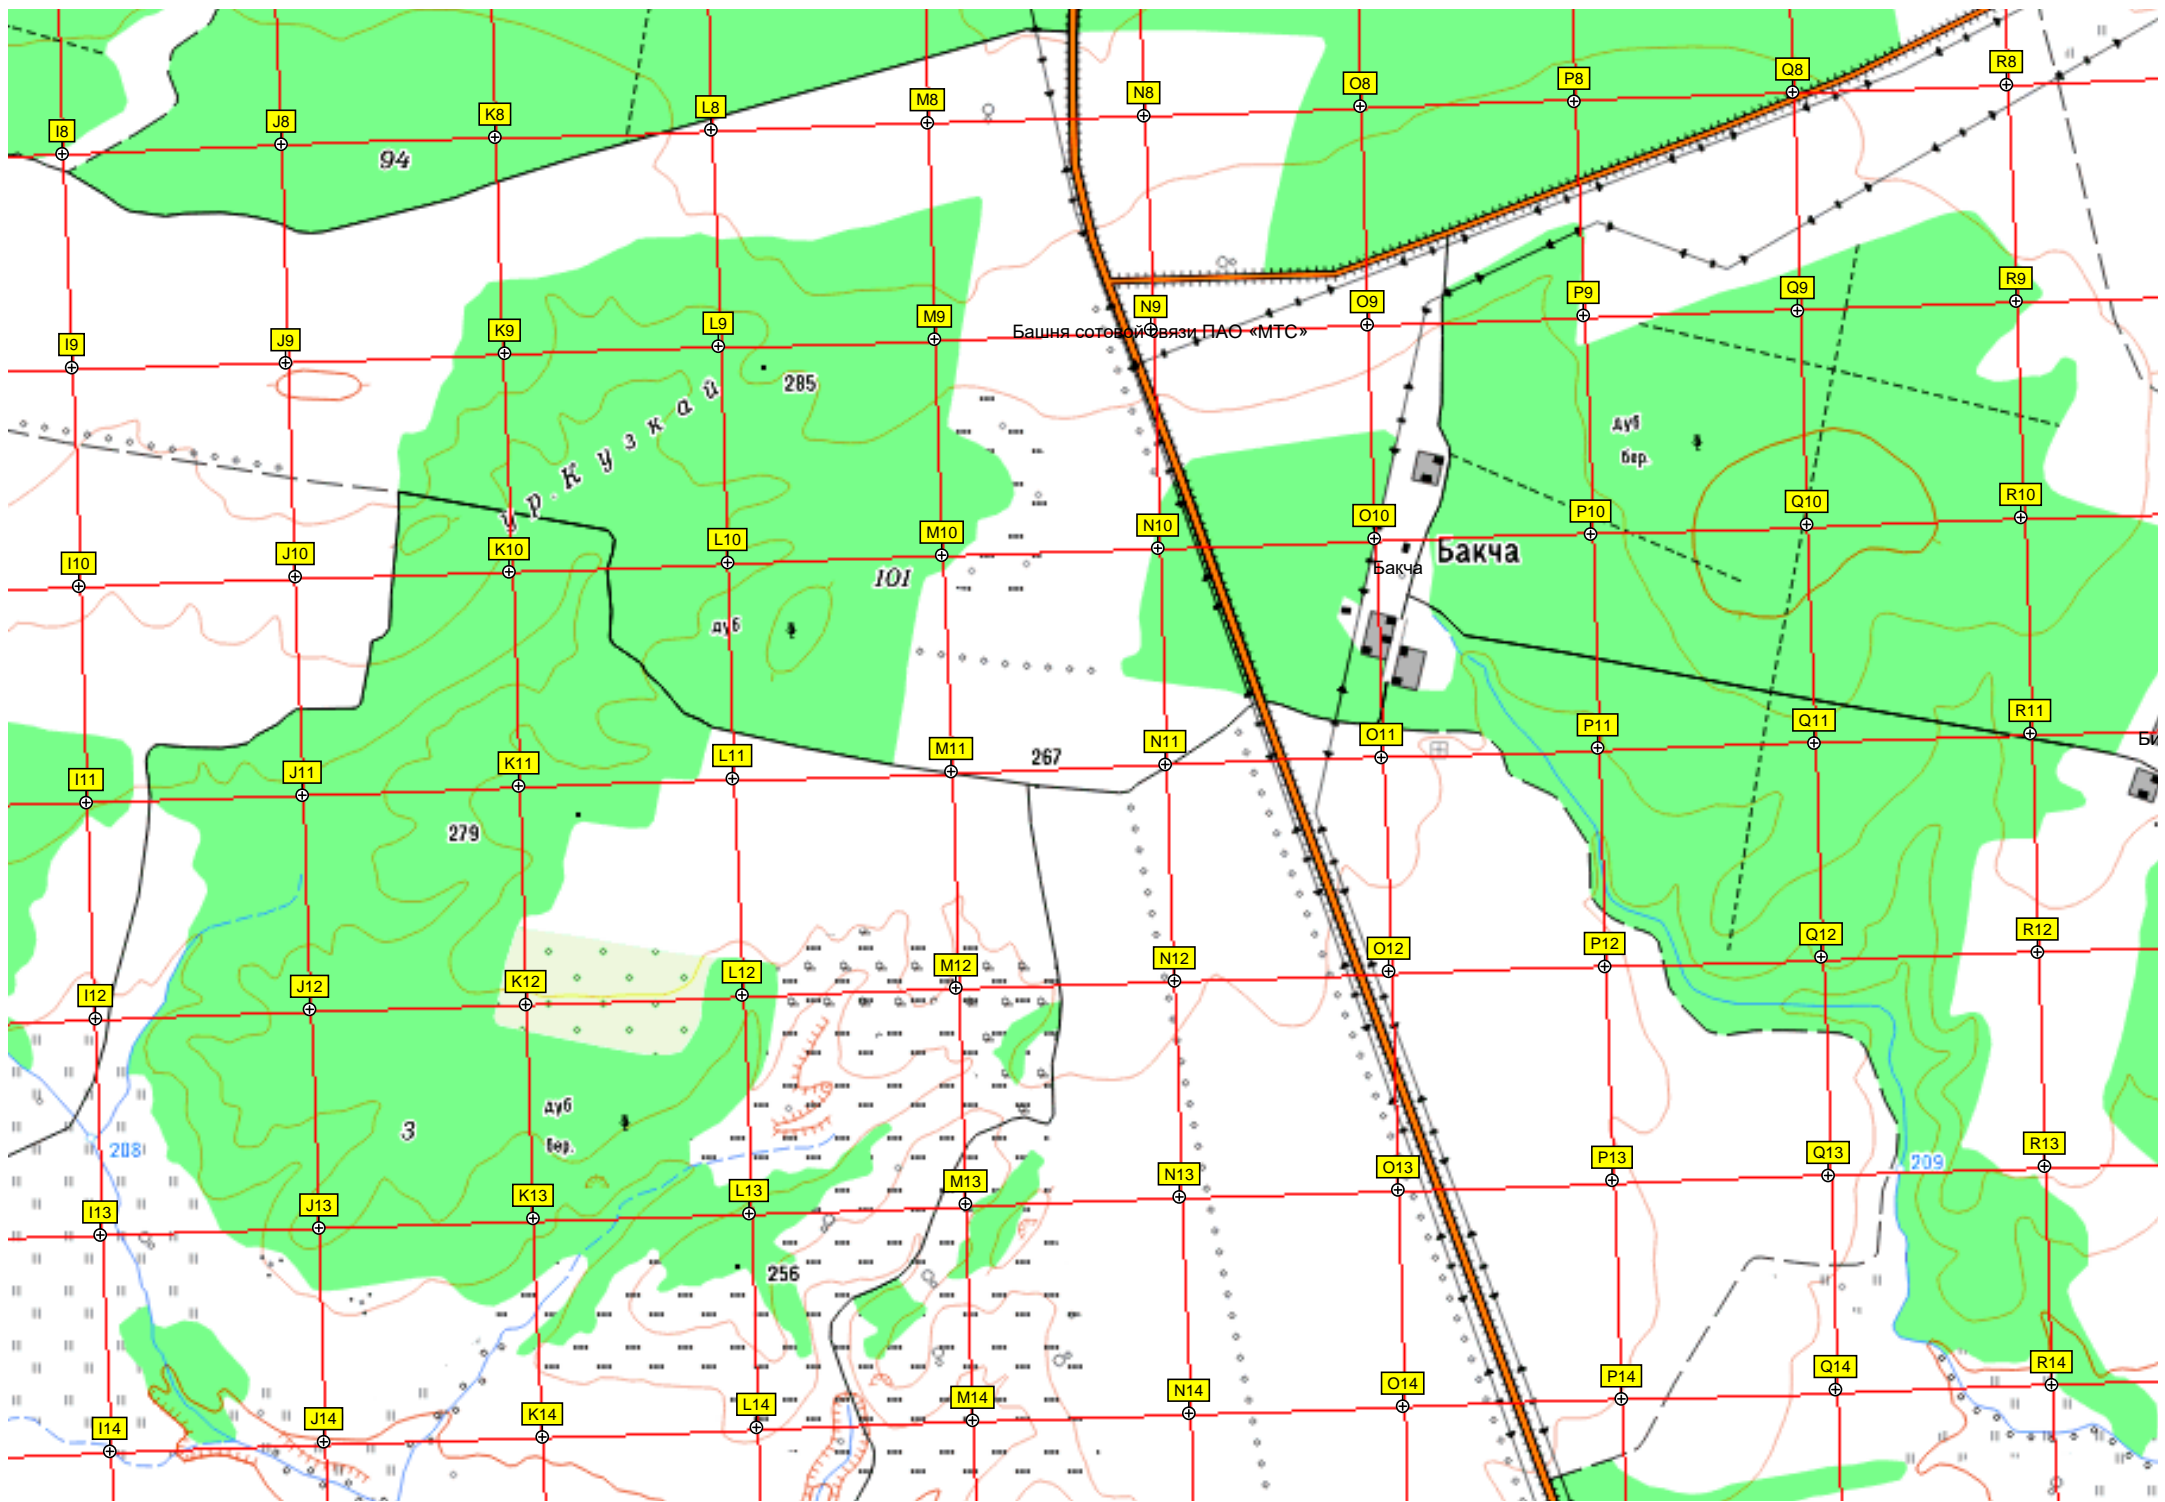 I8 J8 K8 L8 M8 N8 O8 P8 Q8 R8
94
I9 J9 K9 L9 M9 N9 O9 P9 Q9 R9
Башня сотовой связи ПАО «МТС»
285
ур. Кузкай
дуб
бер.
I10 J10 K10 L10 M10 N10 O10 P10 Q10 R10
Бакча
Бакча
101
дуб
I11 J11 K11 L11 M11 N11 O11 P11 Q11 R11
267
Би
279
I12 J12 K12 L12 M12 N12 O12 P12 Q12 R12
дуб
бер.
3
208
209
I13 J13 K13 L13 M13 N13 O13 P13 Q13 R13
256
I14 J14 K14 L14 M14 N14 O14 P14 Q14 R14